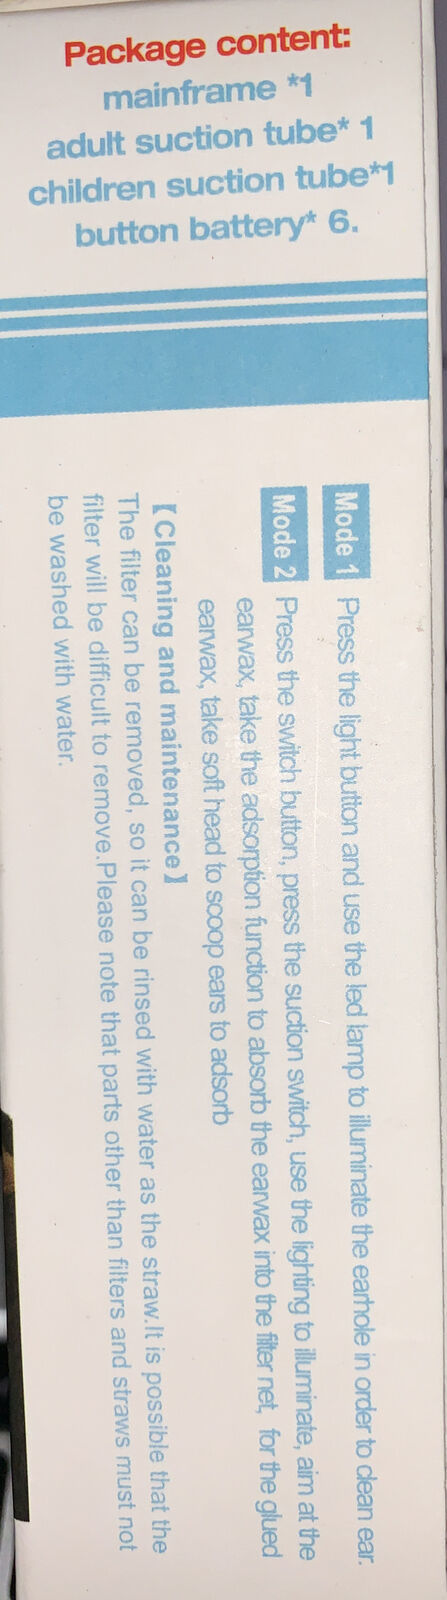 Package content:
mainframe *1
adult suction tube* 1
children suction tube*1
button battery* 6.
Mode 1 Press the light button and use the led lamp to illuminate the earhole in order to clean ear.
Mode 2 Press the switch button, press the suction switch, use the lighting to illuminate, aim at the
earwax, take the adsorption function to absorb the earwax into the filter net, for the glued
earwax, take soft head to scoop ears to adsorb
【Cleaning and maintenance】
The filter can be removed, so it can be rinsed with water as the straw.It is possible that the
filter will be difficult to remove.Please note that parts other than filters and straws must not
be washed with water.